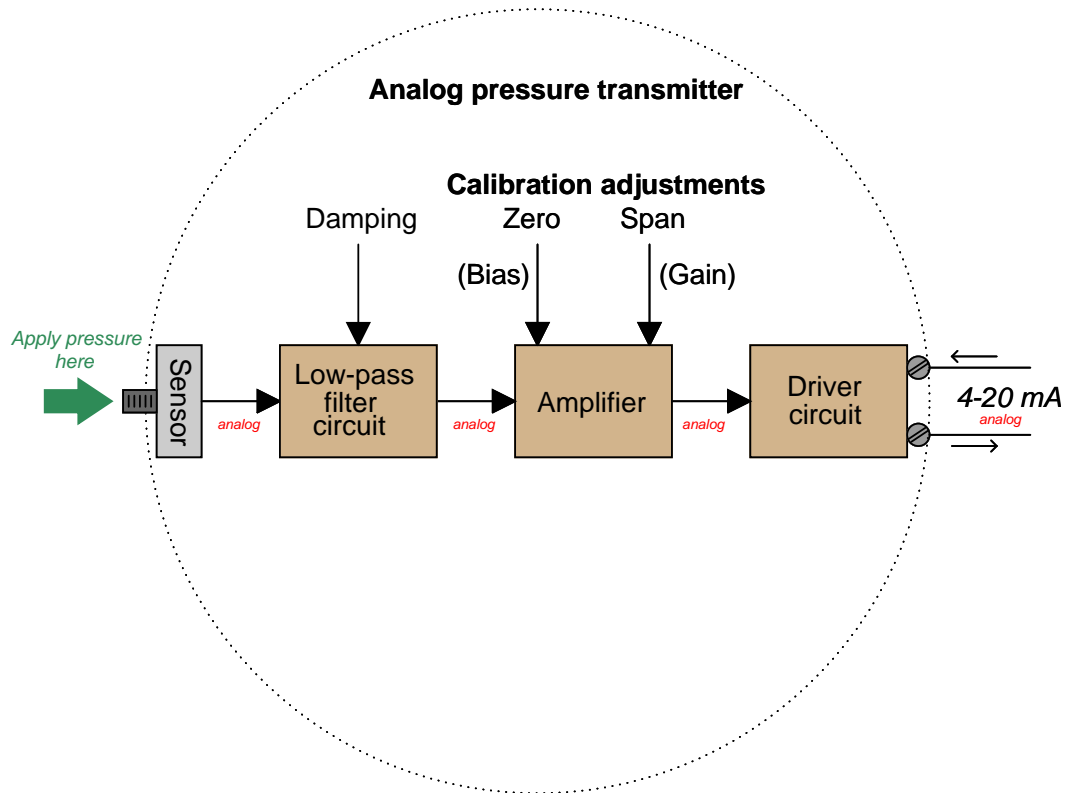 Analog pressure transmitter
Calibration adjustments
Damping
Zero
Span
(Bias)
(Gain)
Apply pressure
here
Sensor
analog
Low-pass
filter
circuit
analog
Amplifier
analog
Driver
circuit
4-20 mA
analog